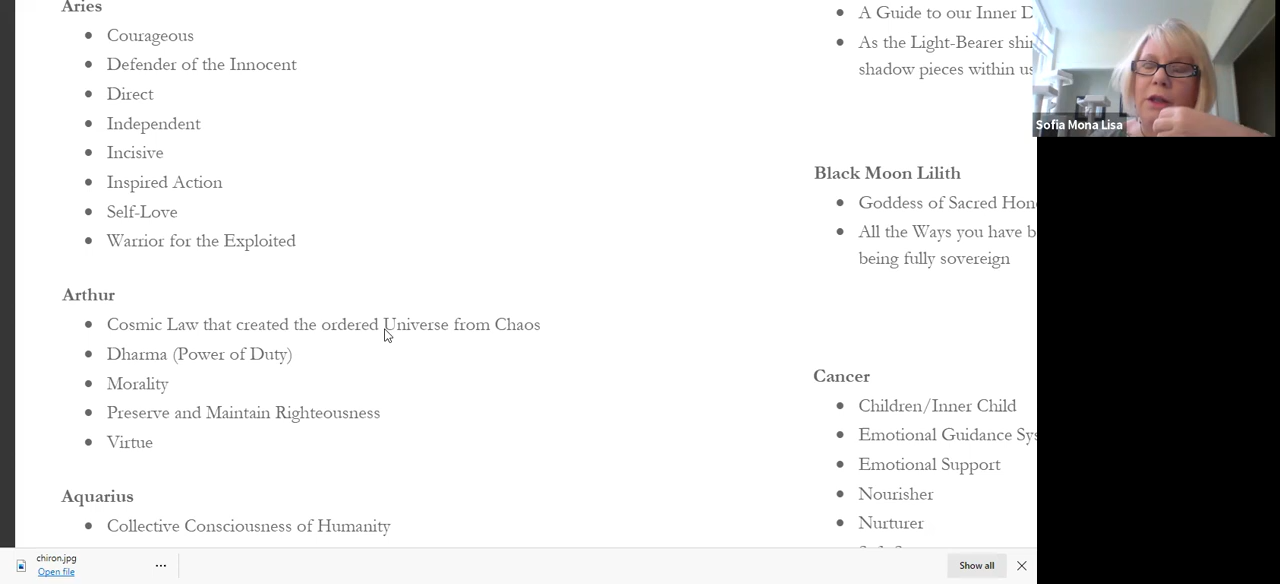 Aries
Courageous
Defender of the Innocent
Direct
Independent
Incisive
Inspired Action
Self-Love
Warrior for the Exploited
Arthur
Cosmic Law that created the ordered Universe from Chaos
Dharma (Power of Duty)
Morality
Preserve and Maintain Righteousness
Virtue
Aquarius
Collective Consciousness of Humanity
A Guide to our Inner D
As the Light-Bearer shi
shadow pieces within us
Black Moon Lilith
Goddess of Sacred Hon
All the Ways you have b
being fully sovereign
Cancer
Children/Inner Child
Emotional Guidance Sys
Emotional Support
Nourisher
Nurturer
Sofia Mona Lisa
chiron.jpg
Open file
Show all